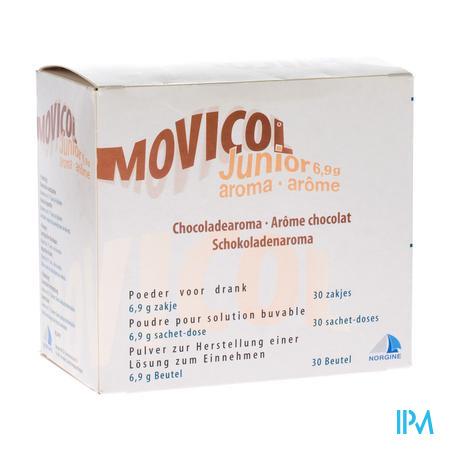 MOVICOL
Junior 6,9g
aroma · arôme
Chocoladearoma · Arôme chocolat
Schokoladenaroma
Poeder voor drank
6,9 g zakje 30 zakjes
Poudre pour solution buvable
6,9 g sachet-dose 30 sachet-doses
Pulver zur Herstellung einer
Lösung zum Einnehmen
6,9 g Beutel 30 Beutel
NORGINE
IPM